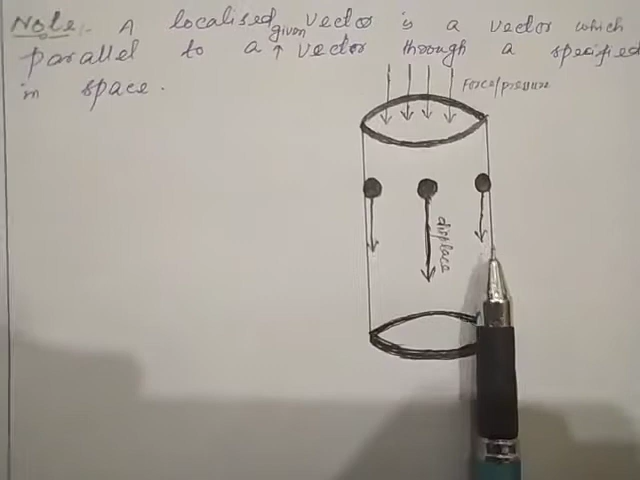 Note:- A localised vector is a vector which
parallel to a given vector through a specified
in space.
Force/pressure
displace